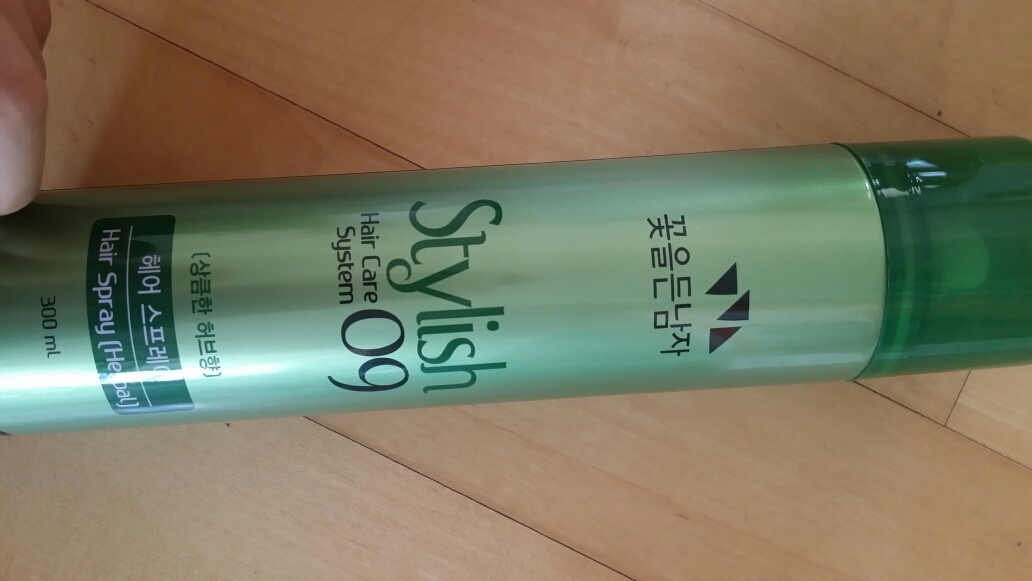 꽃을든남자
Stylish
Hair Care
System 09
(상큼한 허브향)
헤어 스프레이
Hair Spray (Herbal)
300 mL